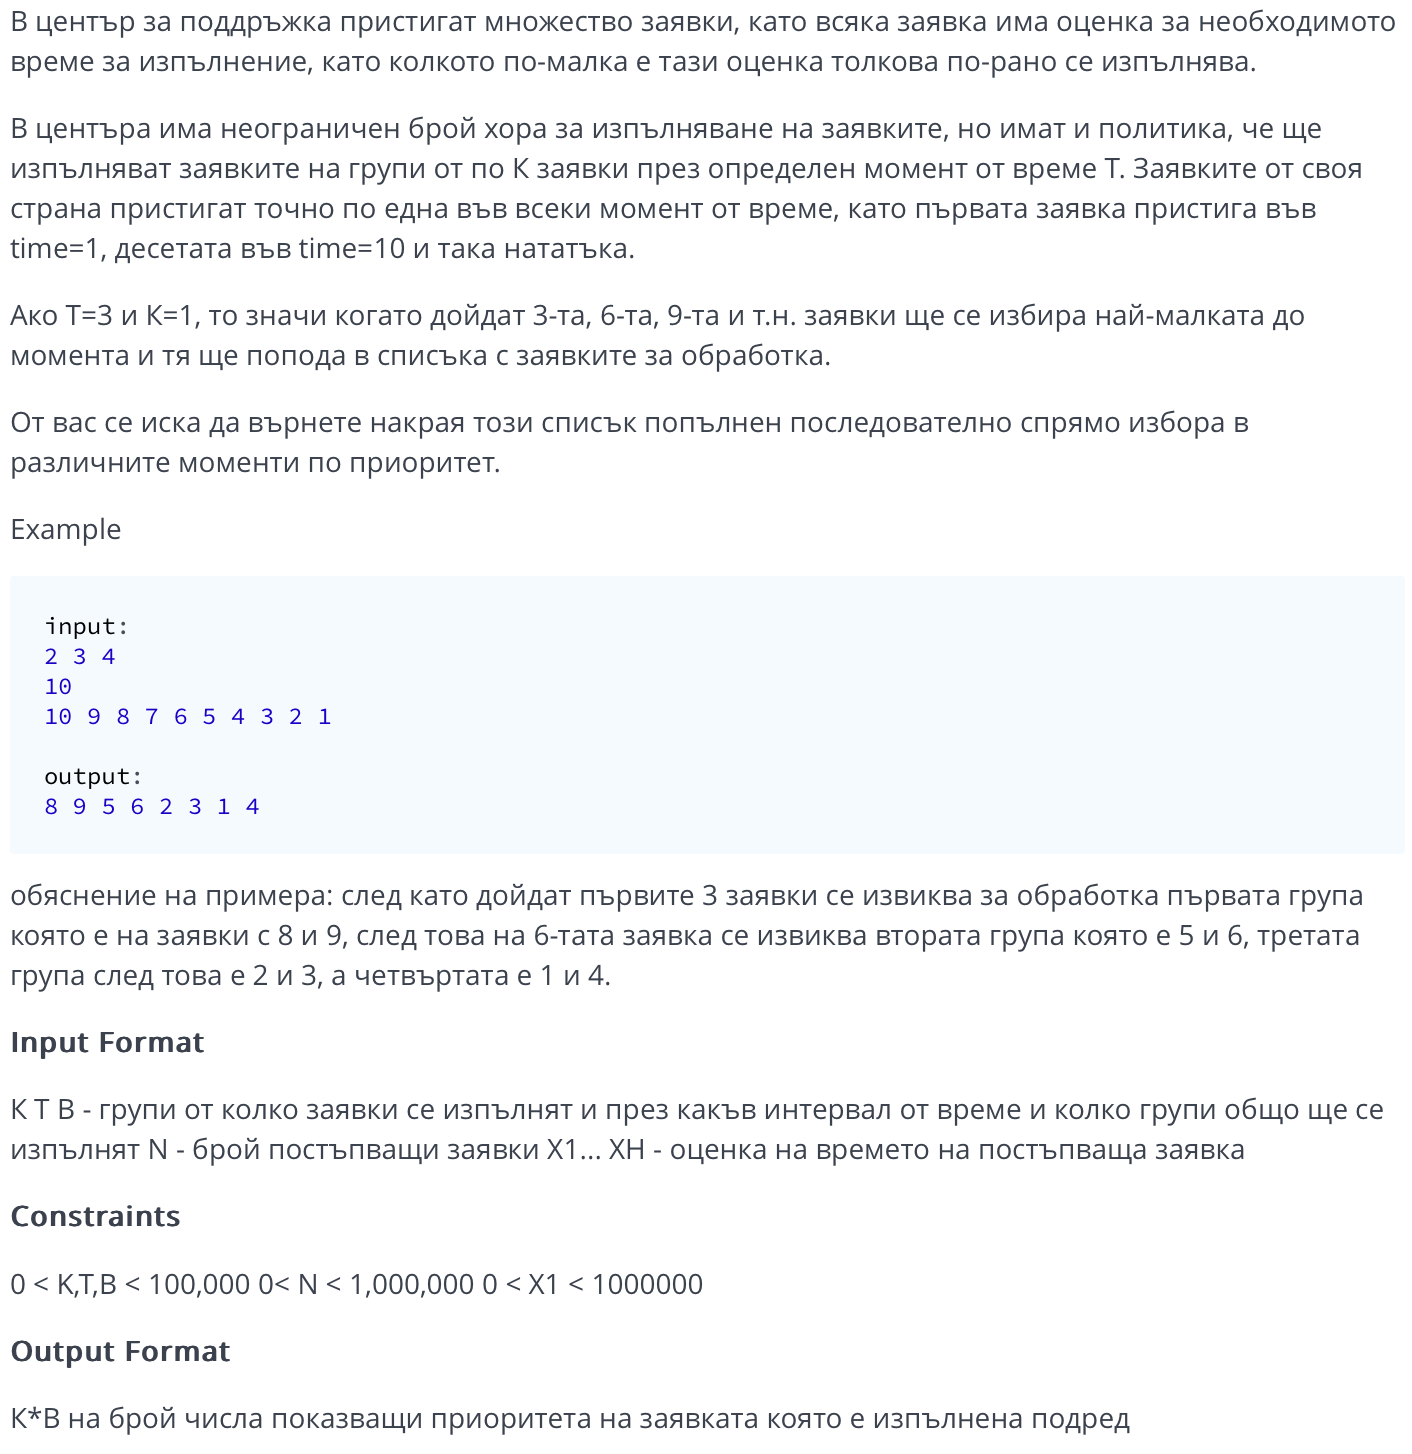 В център за поддръжка пристигат множество заявки, като всяка заявка има оценка за необходимото
време за изпълнение, като колкото по-малка е тази оценка толкова по-рано се изпълнява.
В центъра има неограничен брой хора за изпълняване на заявките, но имат и политика, че ще
изпълняват заявките на групи от по К заявки през определен момент от време Т. Заявките от своя
страна пристигат точно по една във всеки момент от време, като първата заявка пристига във
time=1, десетата във time=10 и така нататъка.
Ако Т=3 и К=1, то значи когато дойдат 3-та, 6-та, 9-та и т.н. заявки ще се избира най-малката до
момента и тя ще попода в списъка с заявките за обработка.
От вас се иска да върнете накрая този списък попълнен последователно спрямо избора в
различните моменти по приоритет.
Example
input:
2 3 4
10
10 9 8 7 6 5 4 3 2 1
output:
8 9 5 6 2 3 1 4
обяснение на примера: след като дойдат първите 3 заявки се извиква за обработка първата група
която е на заявки с 8 и 9, след това на 6-тата заявка се извиква втората група която е 5 и 6, третата
група след това е 2 и 3, а четвъртата е 1 и 4.
Input Format
К Т В - групи от колко заявки се изпълнят и през какъв интервал от време и колко групи общо ще се
изпълнят N - брой постъпващи заявки X1... XН - оценка на времето на постъпваща заявка
Constraints
0 < K,T,B < 100,000 0< N < 1,000,000 0 < X1 < 1000000
Output Format
К*В на брой числа показващи приоритета на заявката която е изпълнена подред